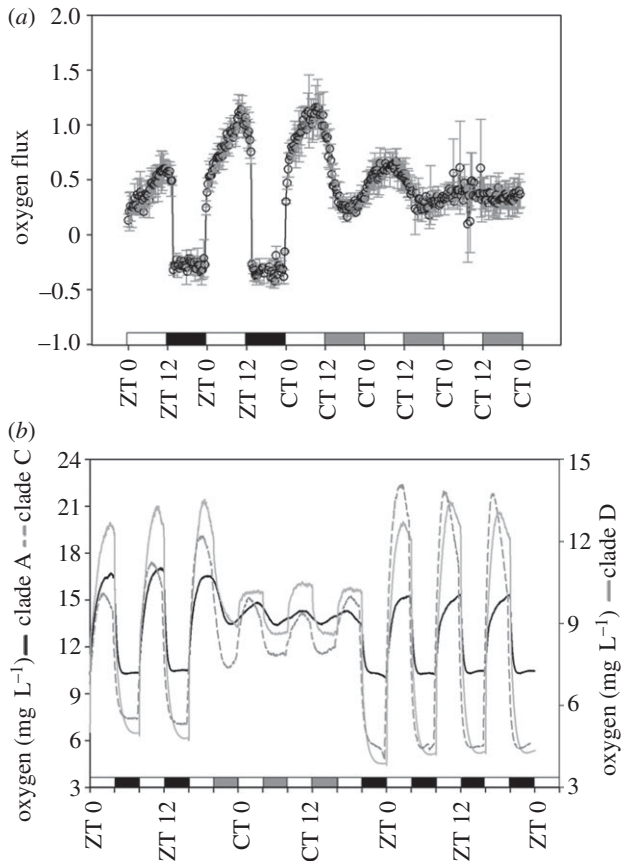 (a)
2.0
1.5
1.0
0.5
0
−0.5
−1.0
oxygen flux
ZT 0
ZT 12
ZT 0
ZT 12
CT 0
CT 12
CT 0
CT 12
CT 0
CT 12
CT 0
(b)
24
21
18
15
12
9
6
3
oxygen (mg L−1) clade A clade C
15
12
9
6
3
oxygen (mg L−1) clade D
ZT 0
ZT 12
CT 0
CT 12
ZT 0
ZT 12
ZT 0